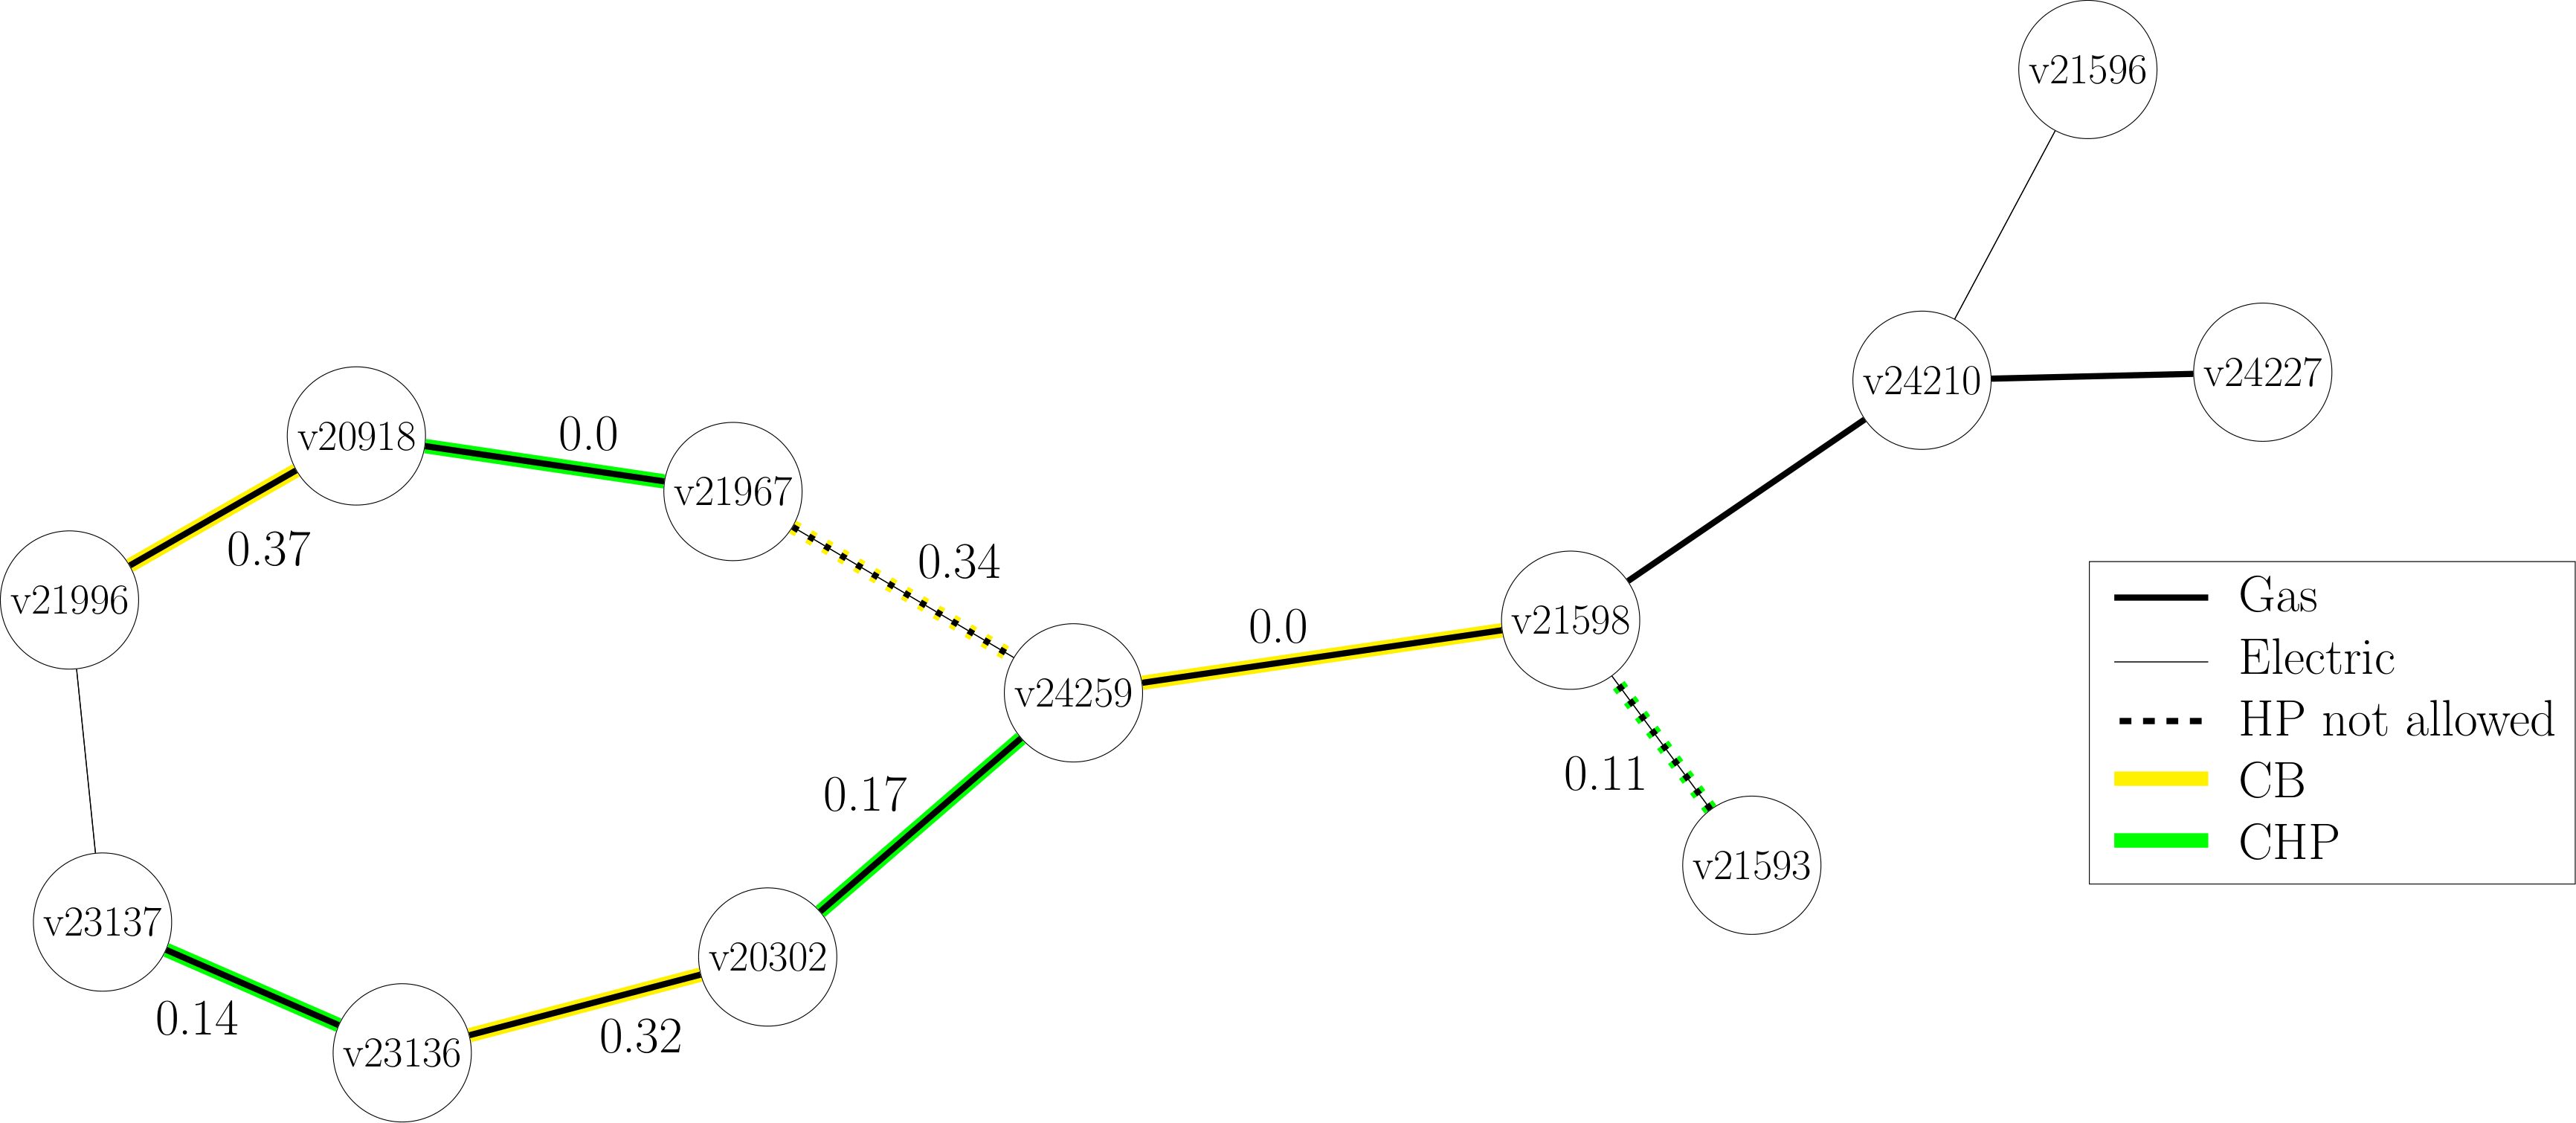 v21596
v24210
v24227
v20918
0.0
v21967
0.37
0.34
v21996
0.0
v21598
v24259
0.17
0.11
v21593
v23137
v20302
0.14
v23136
0.32
Gas
Electric
HP not allowed
CB
CHP